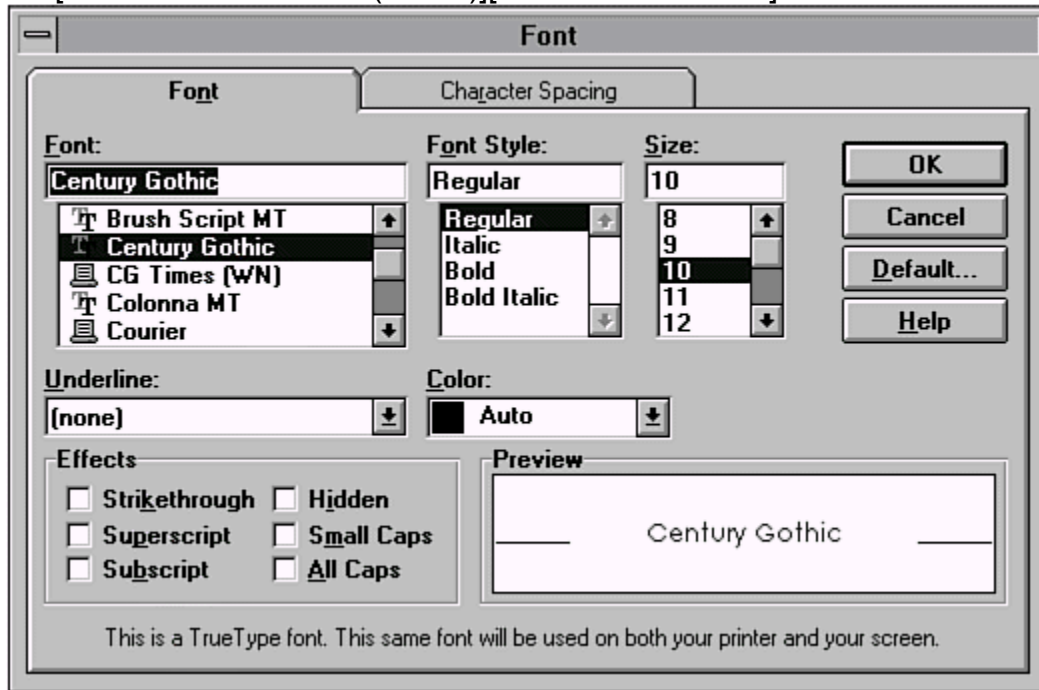 Font
Font Character Spacing
Font: Font Style: Size:
Century Gothic Regular 10
Brush Script MT Regular 8
Century Gothic Italic 9
CG Times (WN) Bold 10
Colonna MT Bold Italic 11
Courier 12
OK
Cancel
Default...
Help
Underline: Color:
(none) Auto
Effects
Strikethrough Hidden
Superscript Small Caps
Subscript All Caps
Preview
Century Gothic
This is a TrueType font. This same font will be used on both your printer and your screen.